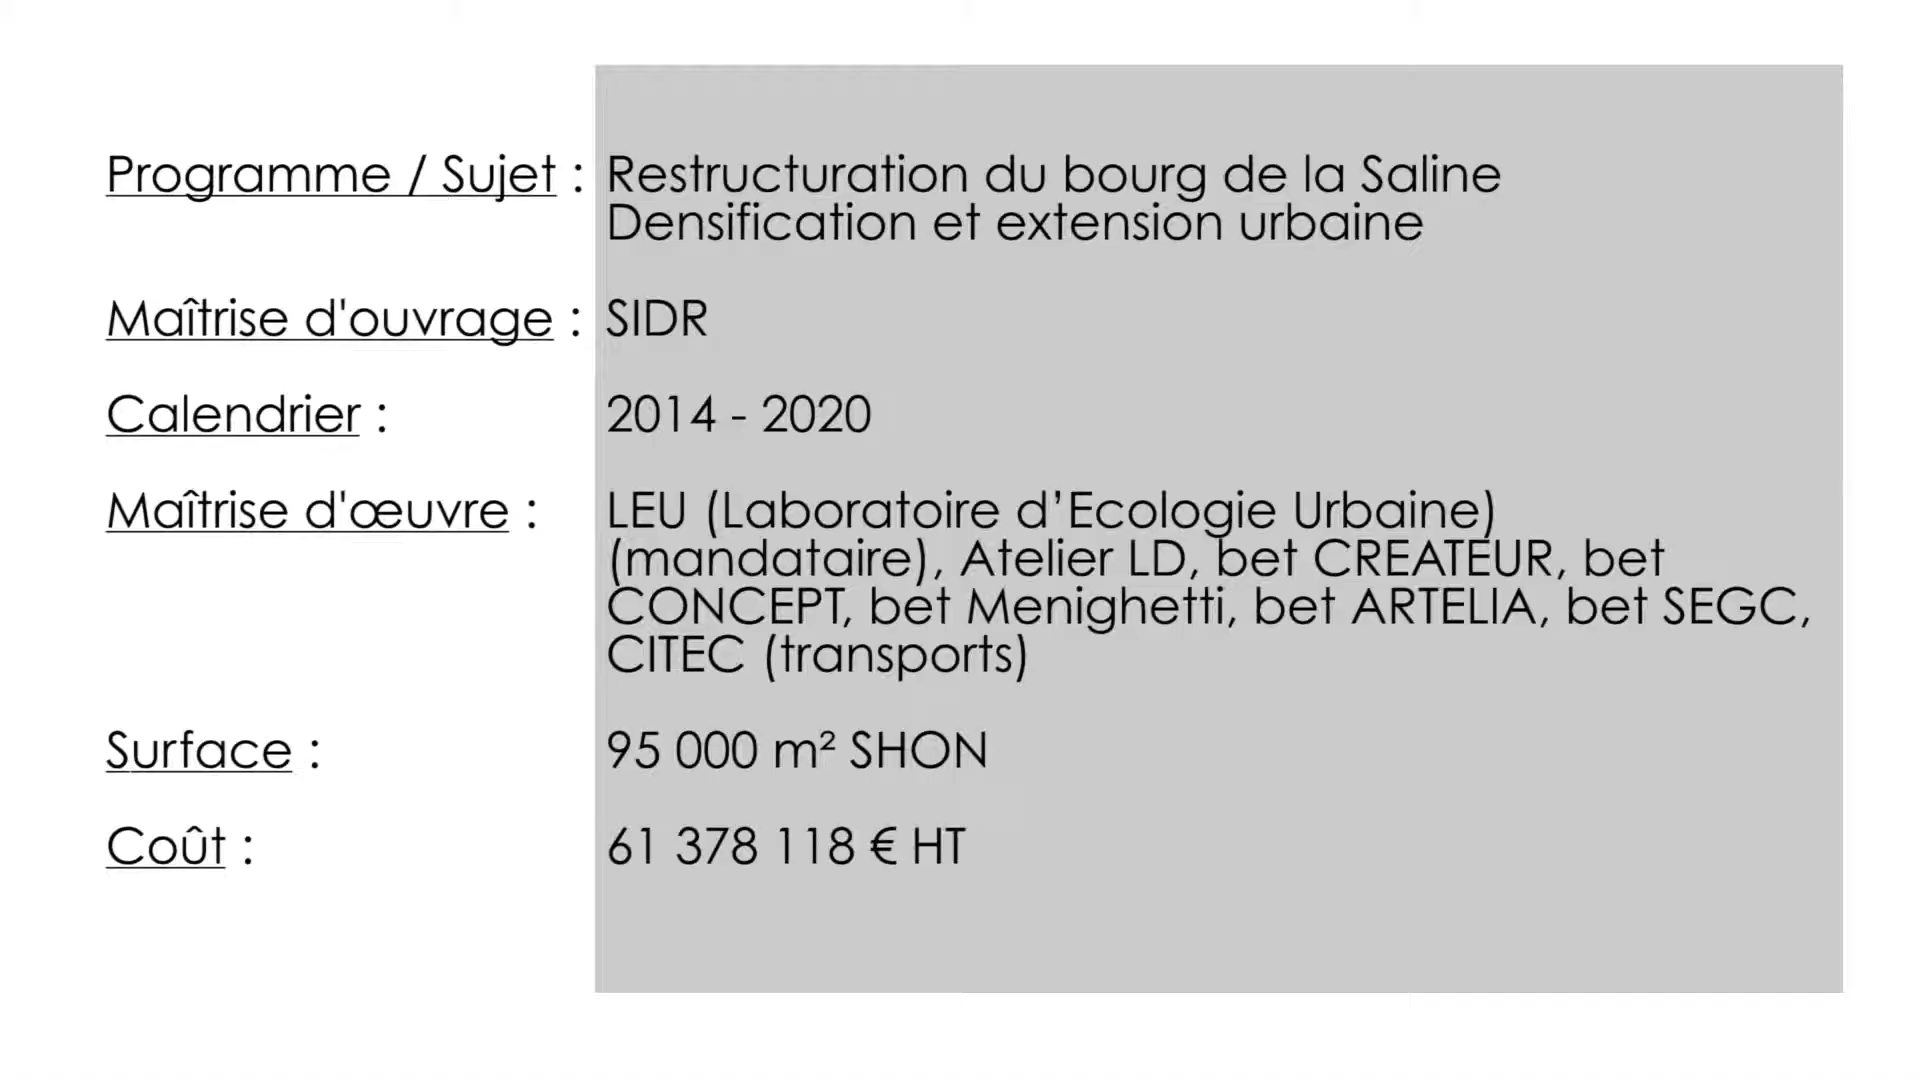 Programme / Sujet : Restructuration du bourg de la Saline
Densification et extension urbaine
Maîtrise d'ouvrage : SIDR
Calendrier : 2014 - 2020
Maîtrise d'œuvre : LEU (Laboratoire d’Ecologie Urbaine)
(mandataire), Atelier LD, bet CREATEUR, bet
CONCEPT, bet Menighetti, bet ARTELIA, bet SEGC,
CITEC (transports)
Surface : 95 000 m² SHON
Coût : 61 378 118 € HT